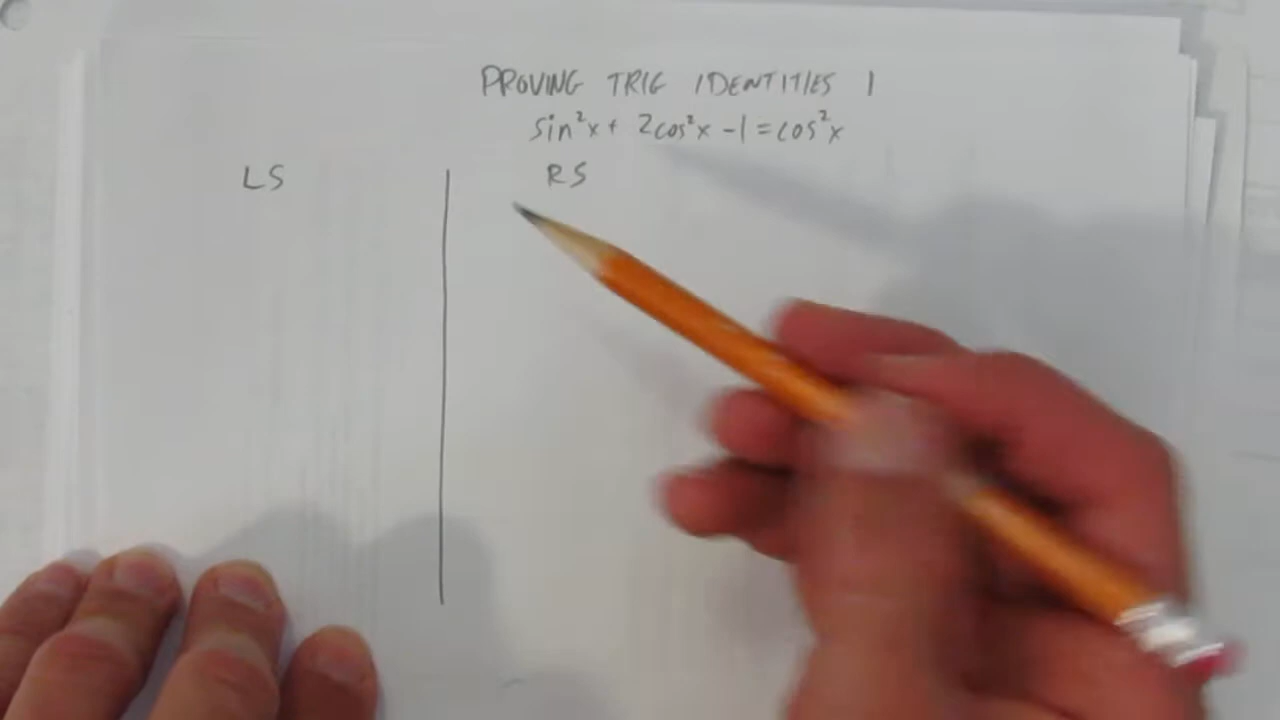 PROVING TRIG IDENTITIES 1
sin²x + 2cos²x - 1 = cos²x
LS RS